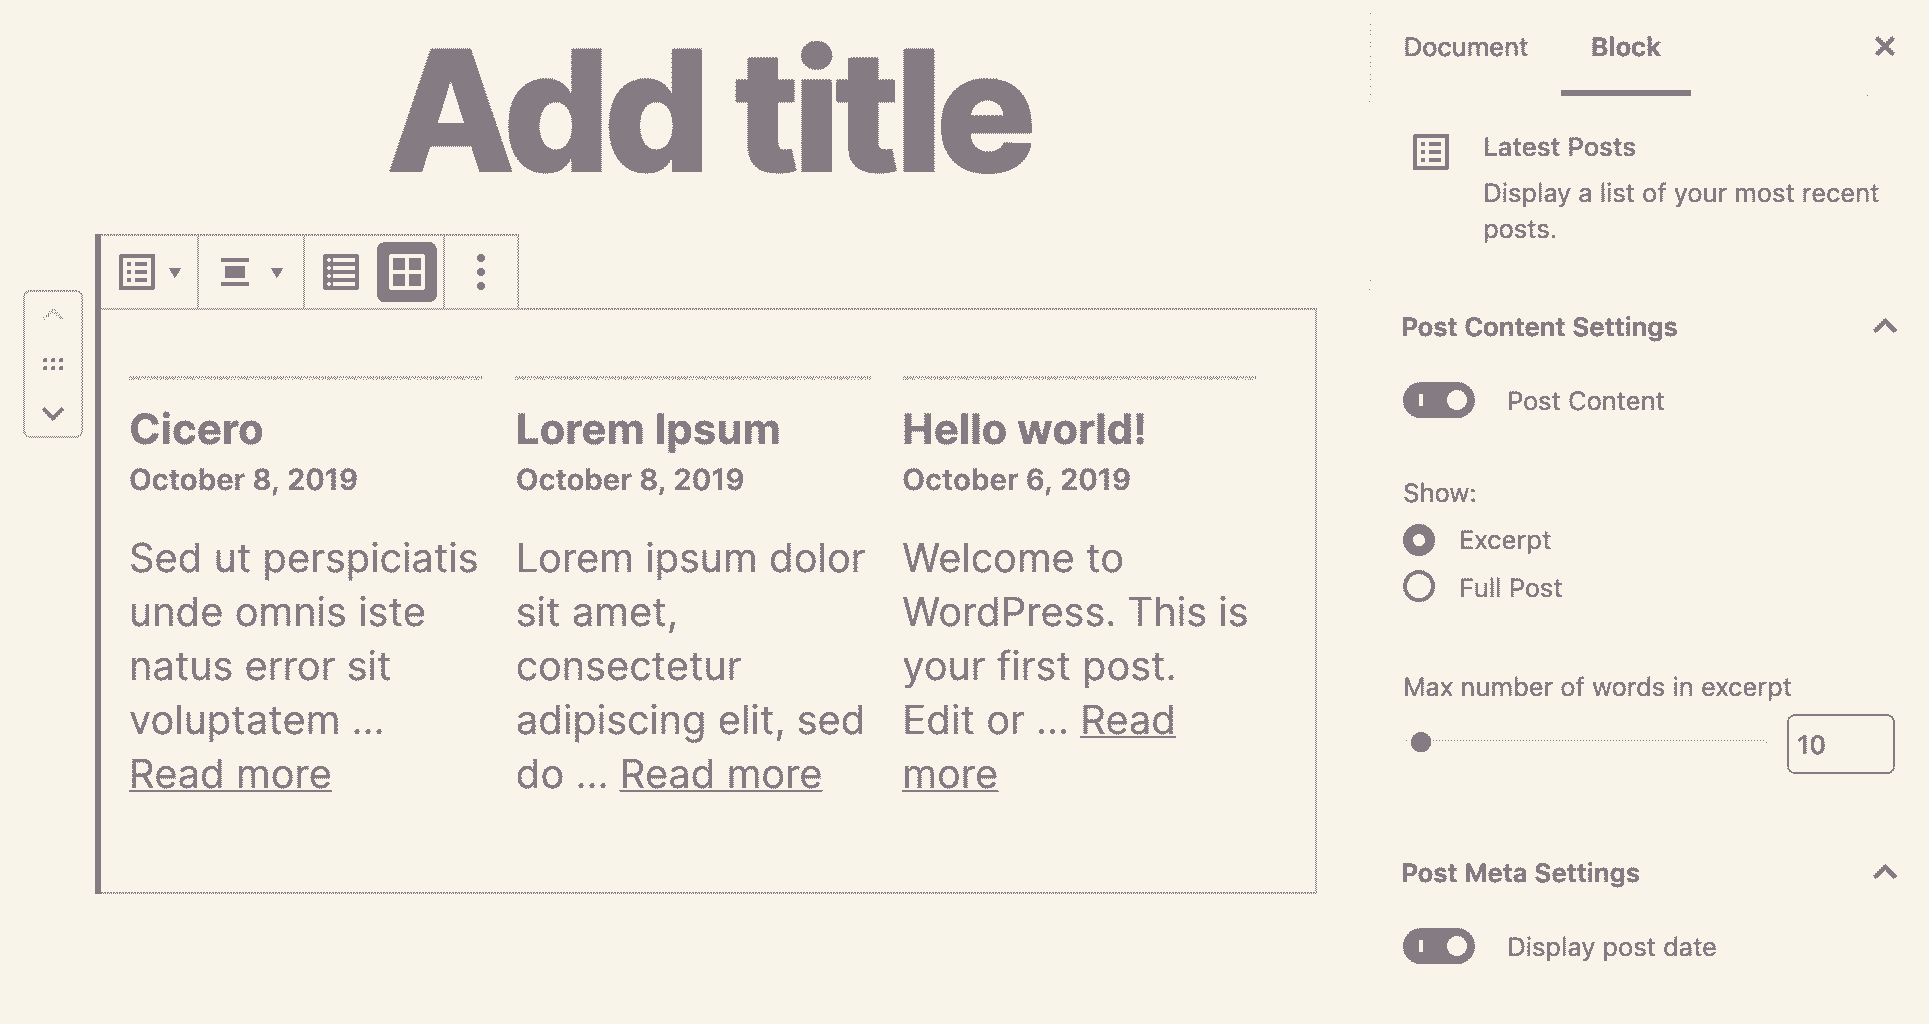 Add title
Cicero
October 8, 2019
Sed ut perspiciatis
unde omnis iste
natus error sit
voluptatem ...
Read more
Lorem Ipsum
October 8, 2019
Lorem ipsum dolor
sit amet,
consectetur
adipiscing elit, sed
do ... Read more
Hello world!
October 6, 2019
Welcome to
WordPress. This is
your first post.
Edit or ... Read
more
Document
Block
Latest Posts
Display a list of your most recent
posts.
Post Content Settings
Post Content
Show:
Excerpt
Full Post
Max number of words in excerpt
10
Post Meta Settings
Display post date